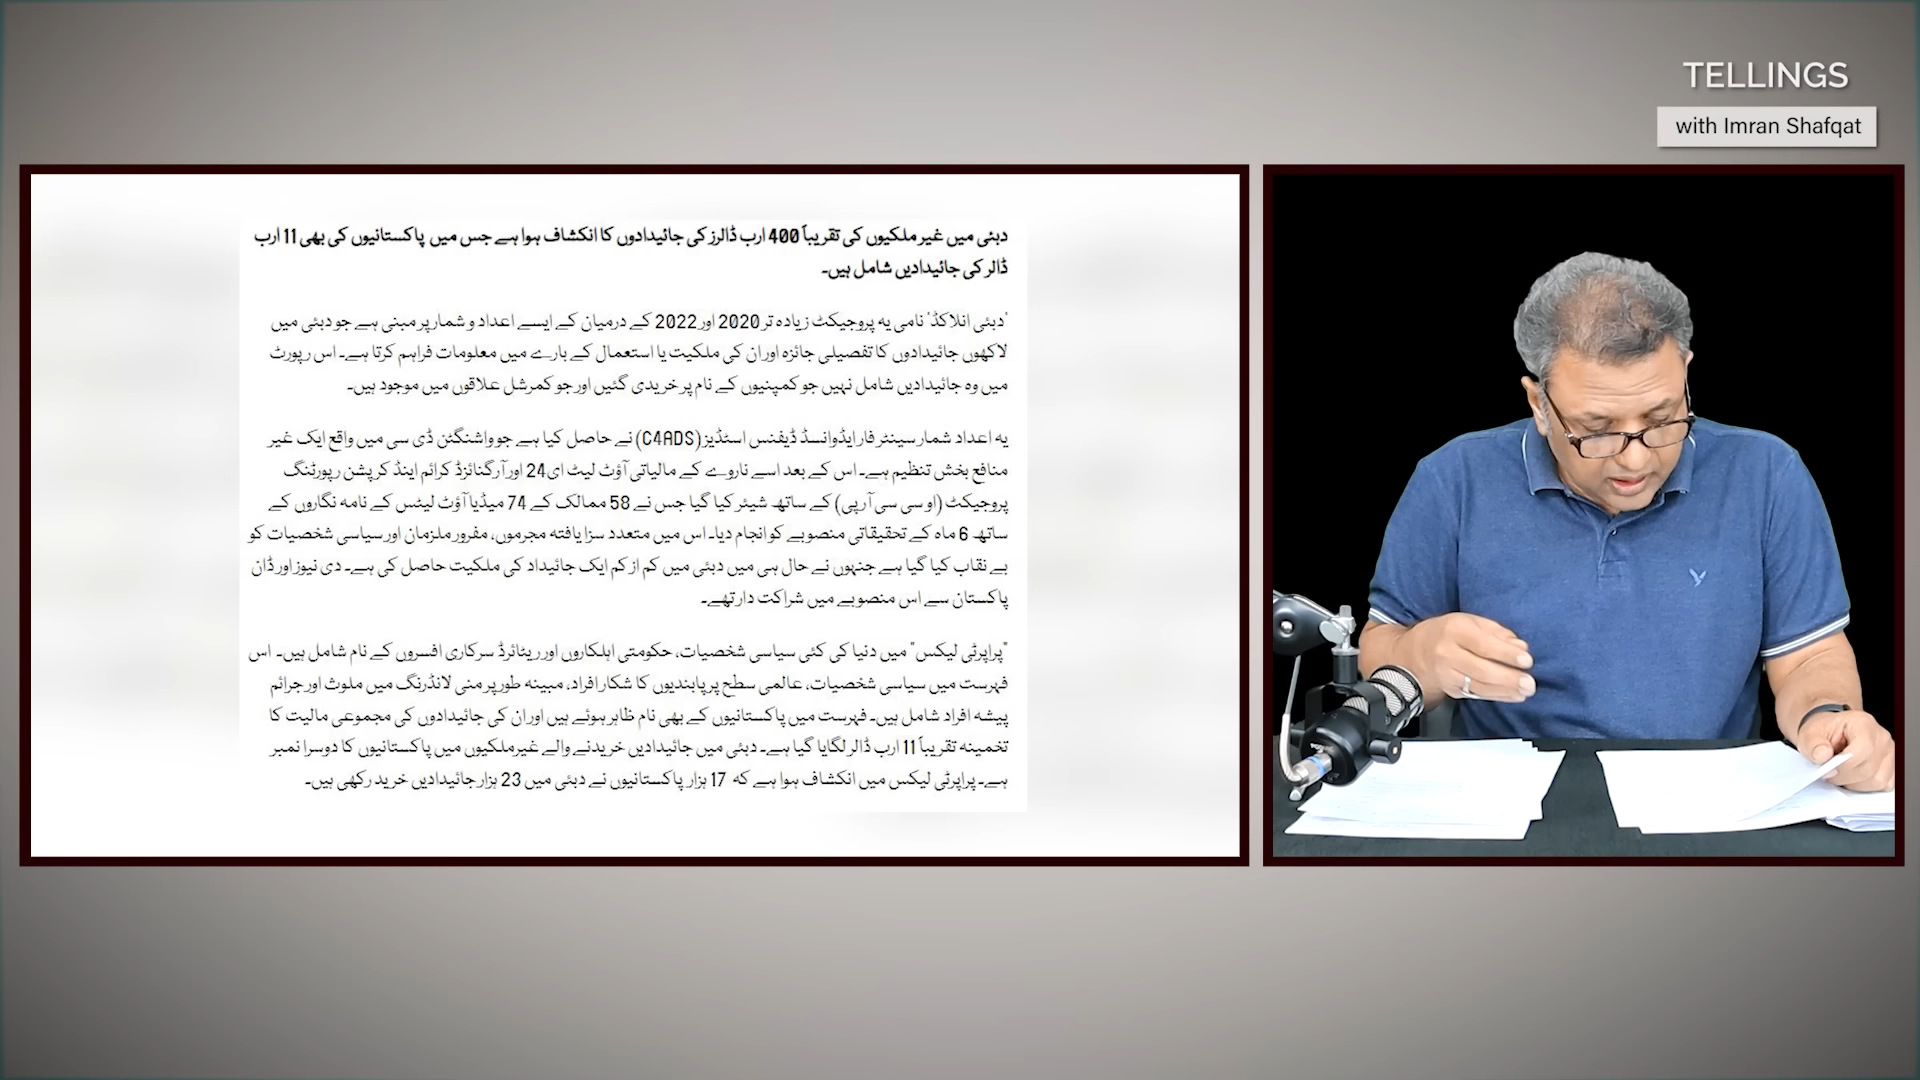 TELLINGS
with Imran Shafqat
دبئی میں غیر ملکیوں کی تقریباً 400 ارب ڈالرز کی جائیدادوں کا انکشاف ہوا ہے جس میں پاکستانیوں کی بھی 11 ارب
ڈالر کی جائیدادیں شامل ہیں۔
'دبئی انلاکڈ' نامی یہ پروجیکٹ زیادہ تر 2020 اور 2022 کے درمیان کے ایسے اعداد و شمار پر مبنی ہے جو دبئی میں
لاکھوں جائیدادوں کا تفصیلی جائزہ اور ان کی ملکیت یا استعمال کے بارے میں معلومات فراہم کرتا ہے۔ اس رپورٹ
میں وہ جائیدادیں شامل نہیں جو کمپنیوں کے نام پر خریدی گئیں اور جو کمرشل علاقوں میں موجود ہیں۔
یہ اعداد شمار سینٹر فار ایڈوانسڈ ڈیفنس اسٹڈیز (C4ADS) نے حاصل کیا ہے جو واشنگٹن ڈی سی میں واقع ایک غیر
منافع بخش تنظیم ہے۔ اس کے بعد اسے ناروے کے مالیاتی آؤٹ لیٹ ای 24 اور آرگنائزڈ کرائم اینڈ کرپشن رپورٹنگ
پروجیکٹ (او سی سی آر پی) کے ساتھ شیئر کیا گیا جس نے 58 ممالک کے 74 میڈیا آؤٹ لیٹس کے نامہ نگاروں کے
ساتھ 6 ماہ کے تحقیقاتی منصوبے کو انجام دیا۔ اس میں متعدد سزا یافتہ مجرموں، مفرور ملزمان اور سیاسی شخصیات کو
بے نقاب کیا گیا ہے جنہوں نے حال ہی میں دبئی میں کم از کم ایک جائیداد کی ملکیت حاصل کی ہے۔ دی نیوز اور ڈان
پاکستان سے اس منصوبے میں شراکت دار تھے۔
"پراپرٹی لیکس" میں دنیا کی کئی سیاسی شخصیات، حکومتی اہلکاروں اور ریٹائرڈ سرکاری افسروں کے نام شامل ہیں۔ اس
فہرست میں سیاسی شخصیات، عالمی سطح پر پابندیوں کا شکار افراد، مبینہ طور پر منی لانڈرنگ میں ملوث اور جرائم
پیشہ افراد شامل ہیں۔ فہرست میں پاکستانیوں کے بھی نام ظاہر ہوئے ہیں اور ان کی جائیدادوں کی مجموعی مالیت کا
تخمینہ تقریباً 11 ارب ڈالر لگایا گیا ہے۔ دبئی میں جائیدادیں خریدنے والے غیر ملکیوں میں پاکستانیوں کا دوسرا نمبر
ہے۔ پراپرٹی لیکس میں انکشاف ہوا ہے کہ 17 ہزار پاکستانیوں نے دبئی میں 23 ہزار جائیدادیں خرید رکھی ہیں۔